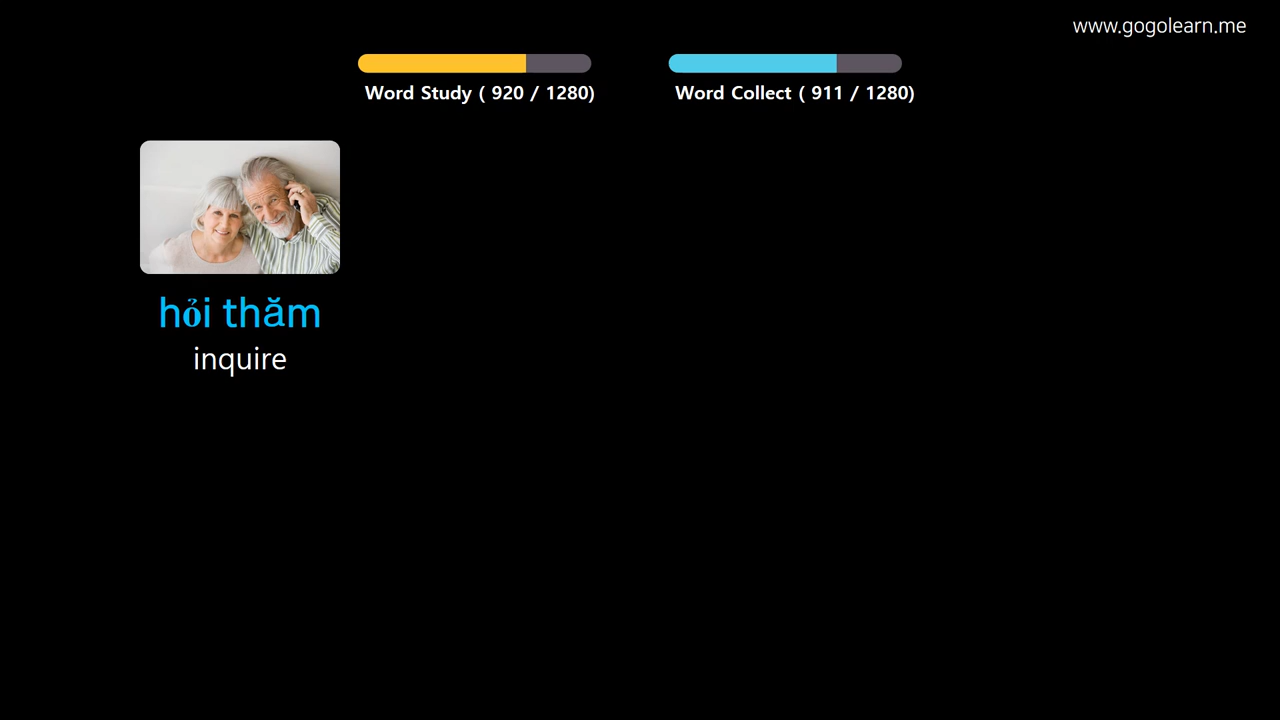 www.gogolearn.me
Word Study ( 920 / 1280)
Word Collect ( 911 / 1280)
hỏi thăm
inquire